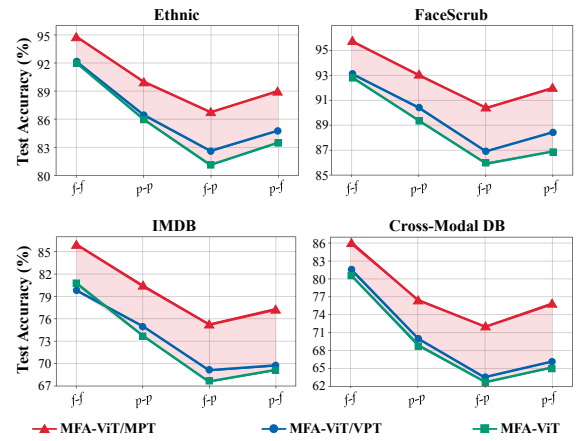 Ethnic
FaceScrub
Test Accuracy (%)
95
92
89
86
83
80
f-f
p-p
f-p
p-f
95
93
91
89
87
85
f-f
p-p
f-p
p-f
IMDB
Cross-Modal DB
Test Accuracy (%)
85
82
79
76
73
70
67
f-f
p-p
f-p
p-f
86
83
80
77
74
71
68
65
62
f-f
p-p
f-p
p-f
MFA-ViT/MPT
MFA-ViT/VPT
MFA-ViT